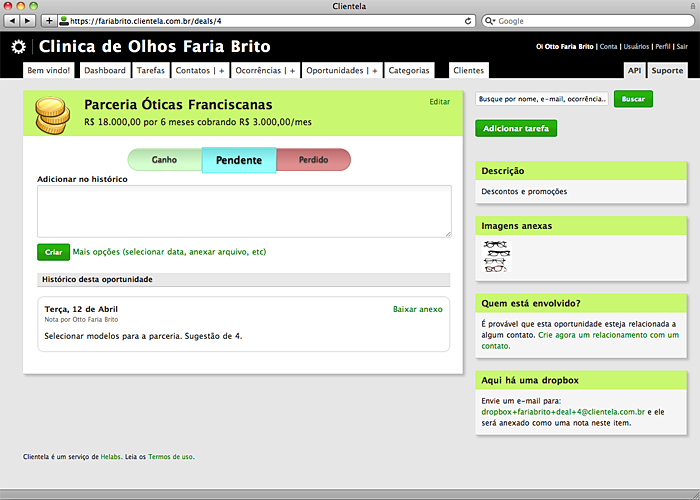 Clientela
https://fariabrito.clientela.com.br/deals/4
Google
Clinica de Olhos Faria Brito
Oi Otto Faria Brito | Conta | Usuários | Perfil | Sair
Bem vindo! Dashboard Tarefas Contatos | + Ocorrências | + Oportunidades | + Categorias Clientes API Suporte
Parceria Óticas Franciscanas
Editar
R$ 18.000,00 por 6 meses cobrando R$ 3.000,00/mes
Ganho Pendente Perdido
Adicionar no histórico
Criar Mais opções (selecionar data, anexar arquivo, etc)
Histórico desta oportunidade
Terça, 12 de Abril
Baixar anexo
Nota por Otto Faria Brito
Selecionar modelos para a parceria. Sugestão de 4.
Busque por nome, e-mail, ocorrência..
Buscar
Adicionar tarefa
Descrição
Descontos e promoções
Imagens anexas
Quem está envolvido?
É provável que esta oportunidade esteja relacionada a
algum contato. Crie agora um relacionamento com um
contato.
Aqui há uma dropbox
Envie um e-mail para:
dropbox+fariabrito+deal+4@clientela.com.br e ele
será anexado como uma nota neste item.
Clientela é um serviço de Helabs. Leia os Termos de uso.